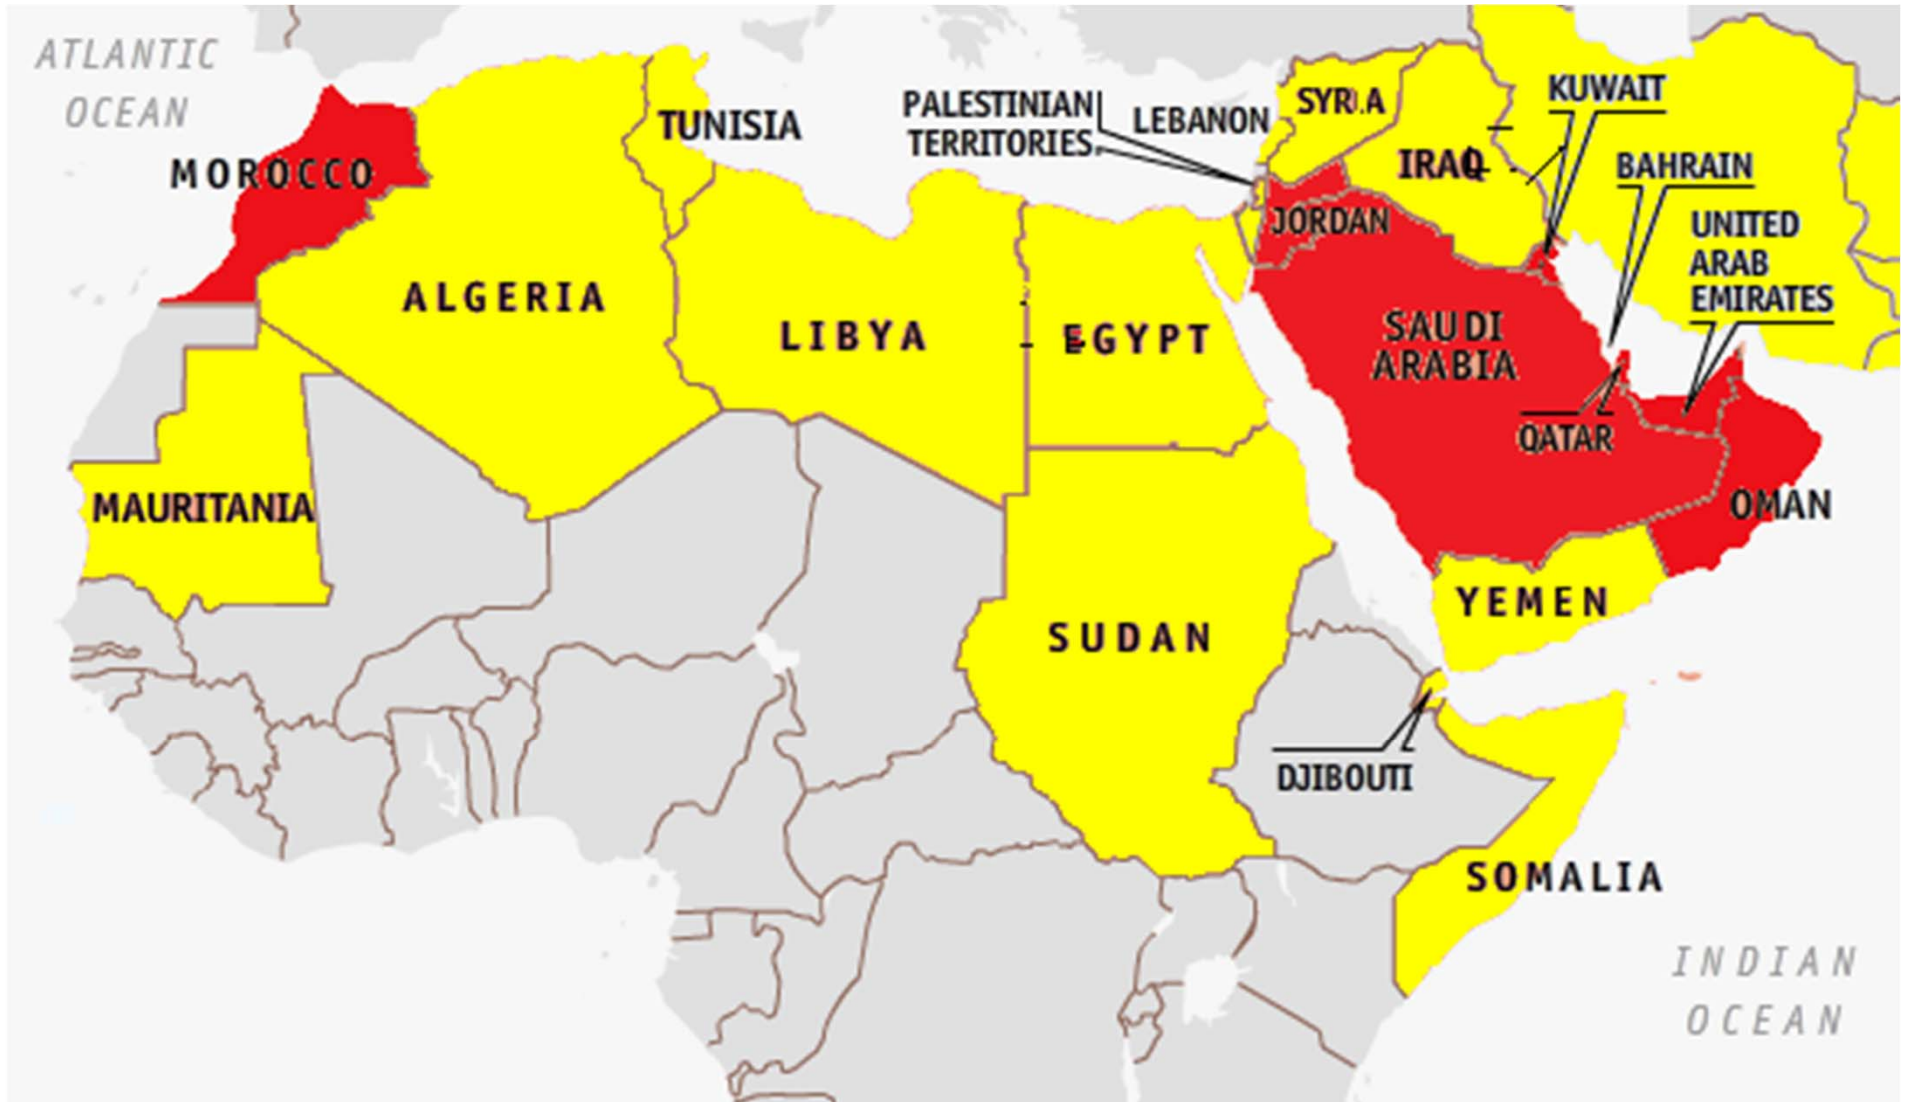 ATLANTIC
OCEAN
MOROCCO
TUNISIA
ALGERIA
LIBYA
EGYPT
MAURITANIA
SUDAN
PALESTINIAN
TERRITORIES
LEBANON
SYRIA
IRAQ
JORDAN
KUWAIT
BAHRAIN
UNITED
ARAB
EMIRATES
SAUDI
ARABIA
QATAR
OMAN
YEMEN
DJIBOUTI
SOMALIA
INDIAN
OCEAN